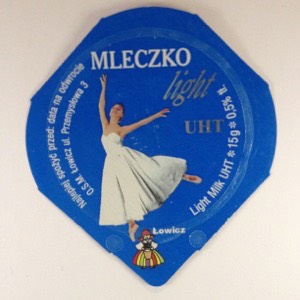 MLECZKO
light
UHT
Najlepiej spożyć przed: data na odwrocie
O.S.M. Łowicz ul. Przemysłowa 3
Light Milk UHT * 15g * 0,5% tł.
Łowicz